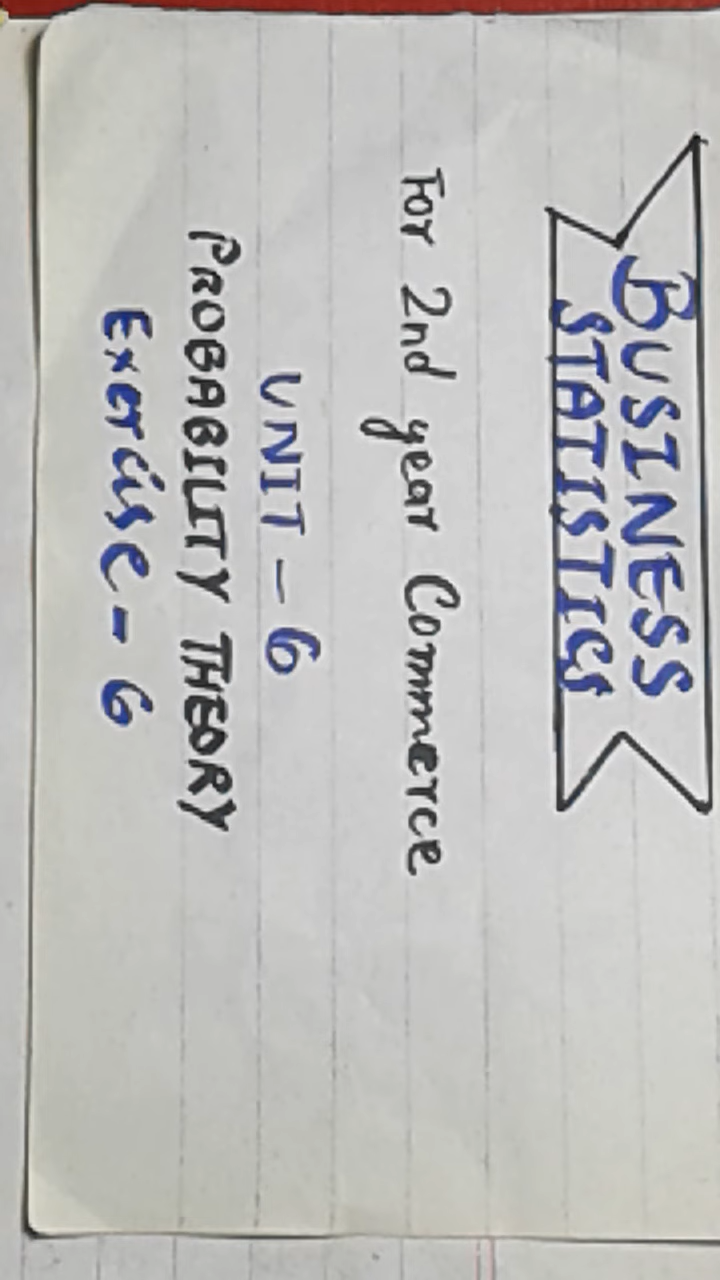 BUSINESS
STATISTICS
For 2nd year Commerce
UNIT - 6
PROBABILITY THEORY
Exercise - 6